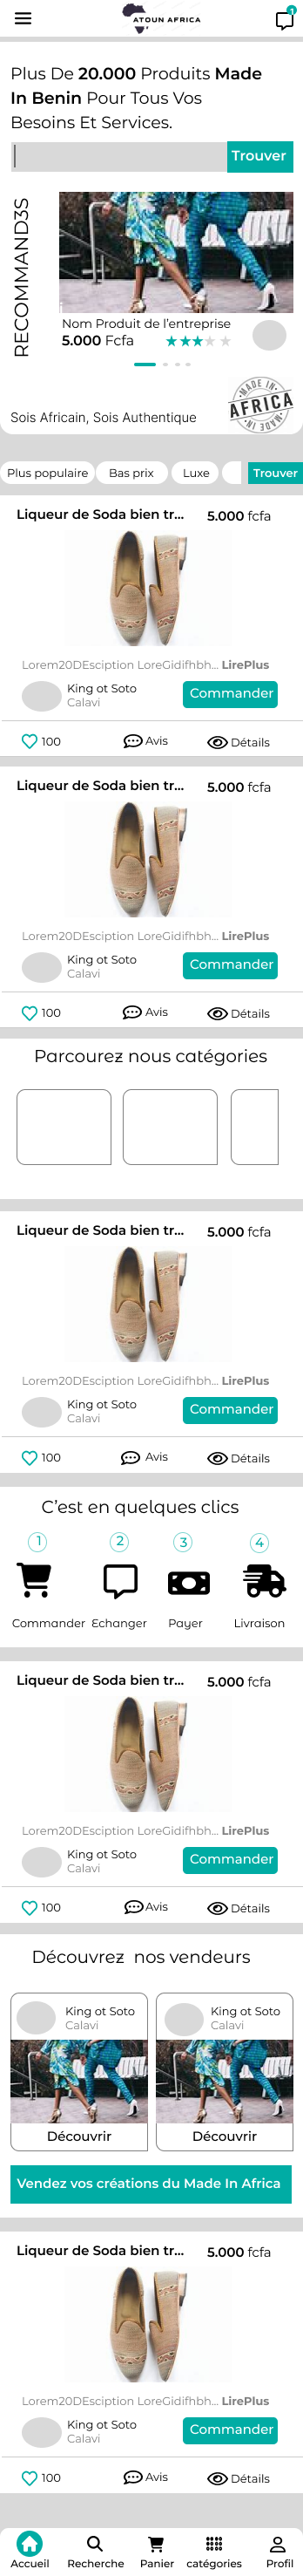 ATOUN AFRICA
1
Plus De 20.000 Produits Made
In Benin Pour Tous Vos
Besoins Et Services.
Trouver
RECOMMAND3S
Nom Produit de l’entreprise
5.000 Fcfa
MADE IN
AFRICA
MADE IN
Sois Africain, Sois Authentique
Plus populaire
Bas prix
Luxe
Trouver
Liqueur de Soda bien tr...
5.000 fcfa
Lorem20DEsciption LoreGidifhbh... LirePlus
King ot Soto
Calavi
Commander
100
Avis
Détails
Liqueur de Soda bien tr...
5.000 fcfa
Lorem20DEsciption LoreGidifhbh... LirePlus
King ot Soto
Calavi
Commander
100
Avis
Détails
Parcourez nous catégories
Liqueur de Soda bien tr...
5.000 fcfa
Lorem20DEsciption LoreGidifhbh... LirePlus
King ot Soto
Calavi
Commander
100
Avis
Détails
C’est en quelques clics
1 2 3 4
Commander Echanger Payer Livraison
Liqueur de Soda bien tr...
5.000 fcfa
Lorem20DEsciption LoreGidifhbh... LirePlus
King ot Soto
Calavi
Commander
100
Avis
Détails
Découvrez nos vendeurs
King ot Soto
Calavi
Découvrir
King ot Soto
Calavi
Découvrir
Vendez vos créations du Made In Africa
Liqueur de Soda bien tr...
5.000 fcfa
Lorem20DEsciption LoreGidifhbh... LirePlus
King ot Soto
Calavi
Commander
100
Avis
Détails
Accueil Recherche Panier catégories Profil